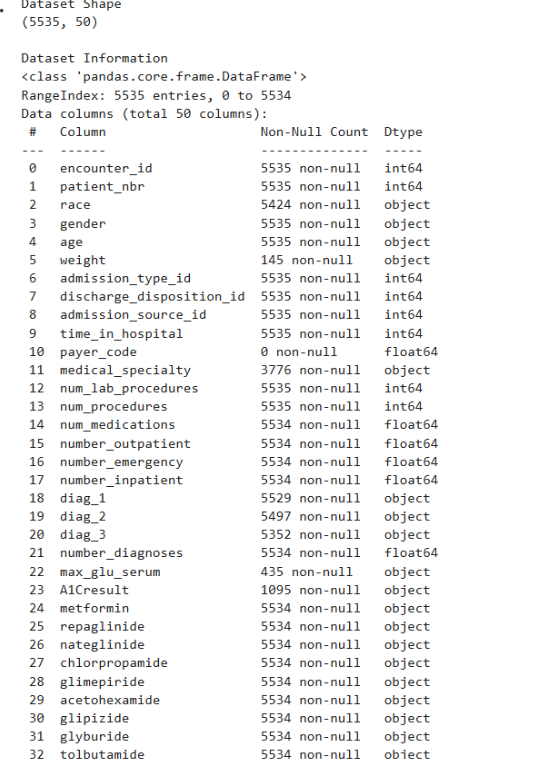 Dataset Shape
(5535, 50)
Dataset Information
<class 'pandas.core.frame.DataFrame'>
RangeIndex: 5535 entries, 0 to 5534
Data columns (total 50 columns):
 #   Column                    Non-Null Count  Dtype
---  ------                    --------------  -----
 0   encounter_id              5535 non-null   int64
 1   patient_nbr               5535 non-null   int64
 2   race                      5424 non-null   object
 3   gender                    5535 non-null   object
 4   age                       5535 non-null   object
 5   weight                    145 non-null    object
 6   admission_type_id         5535 non-null   int64
 7   discharge_disposition_id  5535 non-null   int64
 8   admission_source_id       5535 non-null   int64
 9   time_in_hospital          5535 non-null   int64
 10  payer_code                0 non-null      float64
 11  medical_specialty         3776 non-null   object
 12  num_lab_procedures        5535 non-null   int64
 13  num_procedures            5535 non-null   int64
 14  num_medications           5534 non-null   float64
 15  number_outpatient         5534 non-null   float64
 16  number_emergency          5534 non-null   float64
 17  number_inpatient          5534 non-null   float64
 18  diag_1                    5529 non-null   object
 19  diag_2                    5497 non-null   object
 20  diag_3                    5352 non-null   object
 21  number_diagnoses          5534 non-null   float64
 22  max_glu_serum             435 non-null    object
 23  A1Cresult                 1095 non-null   object
 24  metformin                 5534 non-null   object
 25  repaglinide               5534 non-null   object
 26  nateglinide               5534 non-null   object
 27  chlorpropamide            5534 non-null   object
 28  glimepiride               5534 non-null   object
 29  acetohexamide             5534 non-null   object
 30  glipizide                 5534 non-null   object
 31  glyburide                 5534 non-null   object
 32  tolbutamide               5534 non-null   object